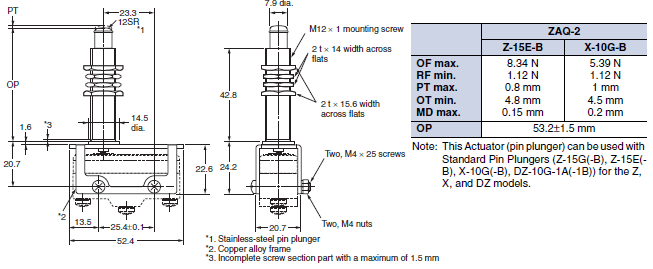 PT
23.3
12SR
*1
OP
*3
1.6
14.5
dia.
20.7
22.6
*2
13.5
25.4±0.1
52.4
7.9 dia.
M12 × 1 mounting screw
2 t × 14 width across
flats
42.8
2 t × 15.6 width
across flats
Two, M4 × 25 screws
24.2
Two, M4 nuts
20.7
*1. Stainless-steel pin plunger
*2. Copper alloy frame
*3. Incomplete screw section part with a maximum of 1.5 mm
ZAQ-2
Z-15E-B X-10G-B
OF max. 8.34 N 5.39 N
RF min. 1.12 N 1.12 N
PT max. 0.8 mm 1 mm
OT min. 4.8 mm 4.5 mm
MD max. 0.15 mm 0.2 mm
OP 53.2±1.5 mm
Note: This Actuator (pin plunger) can be used with
Standard Pin Plungers (Z-15G(-B), Z-15E(-
B), X-10G(-B), DZ-10G-1A(-1B)) for the Z,
X, and DZ models.